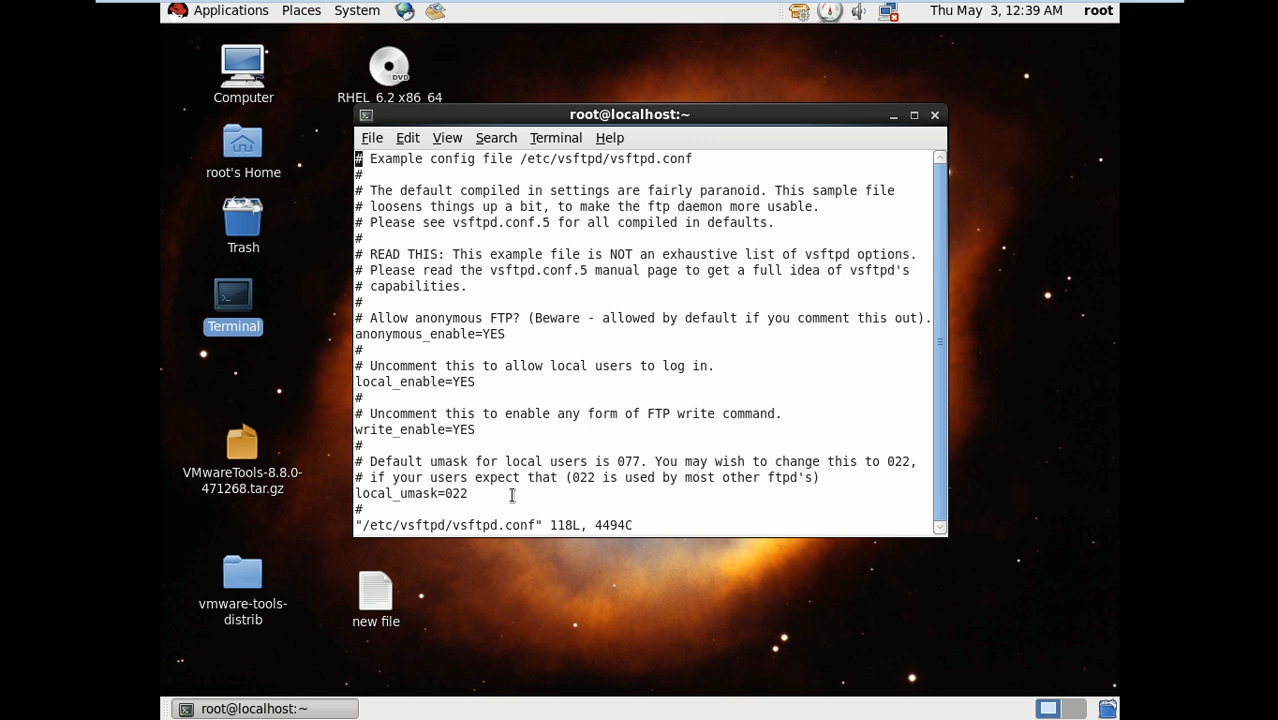 Applications Places System
Thu May 3, 12:39 AM root
Computer
DVD
RHEL_6.2 x86_64
root's Home
Trash
Terminal
VMwareTools-8.8.0-
471268.tar.gz
vmware-tools-
distrib
new file
root@localhost:~
File Edit View Search Terminal Help
# Example config file /etc/vsftpd/vsftpd.conf
#
# The default compiled in settings are fairly paranoid. This sample file
# loosens things up a bit, to make the ftp daemon more usable.
# Please see vsftpd.conf.5 for all compiled in defaults.
#
# READ THIS: This example file is NOT an exhaustive list of vsftpd options.
# Please read the vsftpd.conf.5 manual page to get a full idea of vsftpd's
# capabilities.
#
# Allow anonymous FTP? (Beware - allowed by default if you comment this out).
anonymous_enable=YES
#
# Uncomment this to allow local users to log in.
local_enable=YES
#
# Uncomment this to enable any form of FTP write command.
write_enable=YES
#
# Default umask for local users is 077. You may wish to change this to 022,
# if your users expect that (022 is used by most other ftpd's)
local_umask=022
#
"/etc/vsftpd/vsftpd.conf" 118L, 4494C
root@localhost:~